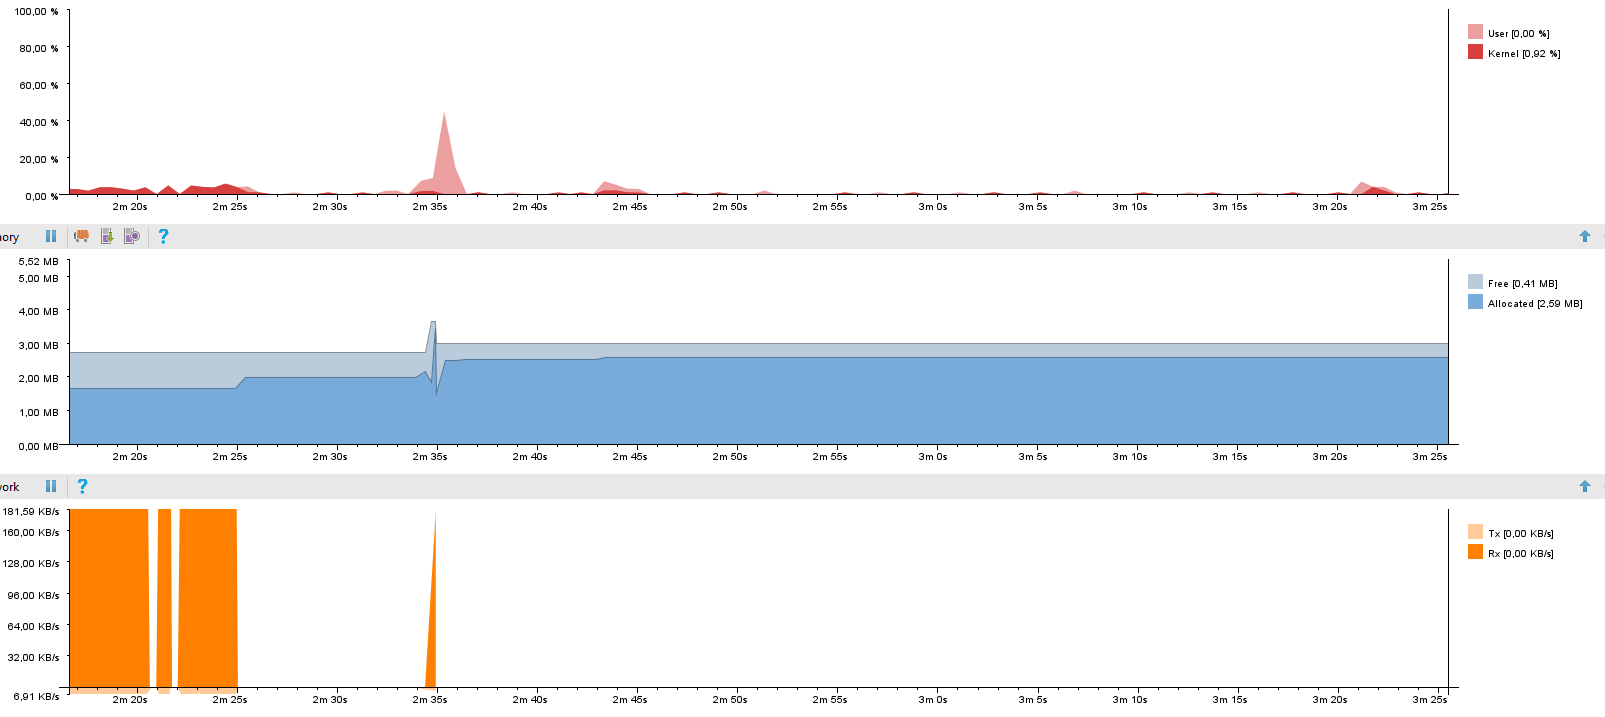 100,00 %
80,00 %
60,00 %
40,00 %
20,00 %
0,00 %
User [0,00 %]
Kernel [0,92 %]
2m 20s 2m 25s 2m 30s 2m 35s 2m 40s 2m 45s 2m 50s 2m 55s 3m 0s 3m 5s 3m 10s 3m 15s 3m 20s 3m 25s
ory
?
5,52 MB
5,00 MB
4,00 MB
3,00 MB
2,00 MB
1,00 MB
0,00 MB
Free [0,41 MB]
Allocated [2,59 MB]
2m 20s 2m 25s 2m 30s 2m 35s 2m 40s 2m 45s 2m 50s 2m 55s 3m 0s 3m 5s 3m 10s 3m 15s 3m 20s 3m 25s
ork
?
181,59 KB/s
160,00 KB/s
128,00 KB/s
96,00 KB/s
64,00 KB/s
32,00 KB/s
6,91 KB/s
Tx [0,00 KB/s]
Rx [0,00 KB/s]
2m 20s 2m 25s 2m 30s 2m 35s 2m 40s 2m 45s 2m 50s 2m 55s 3m 0s 3m 5s 3m 10s 3m 15s 3m 20s 3m 25s